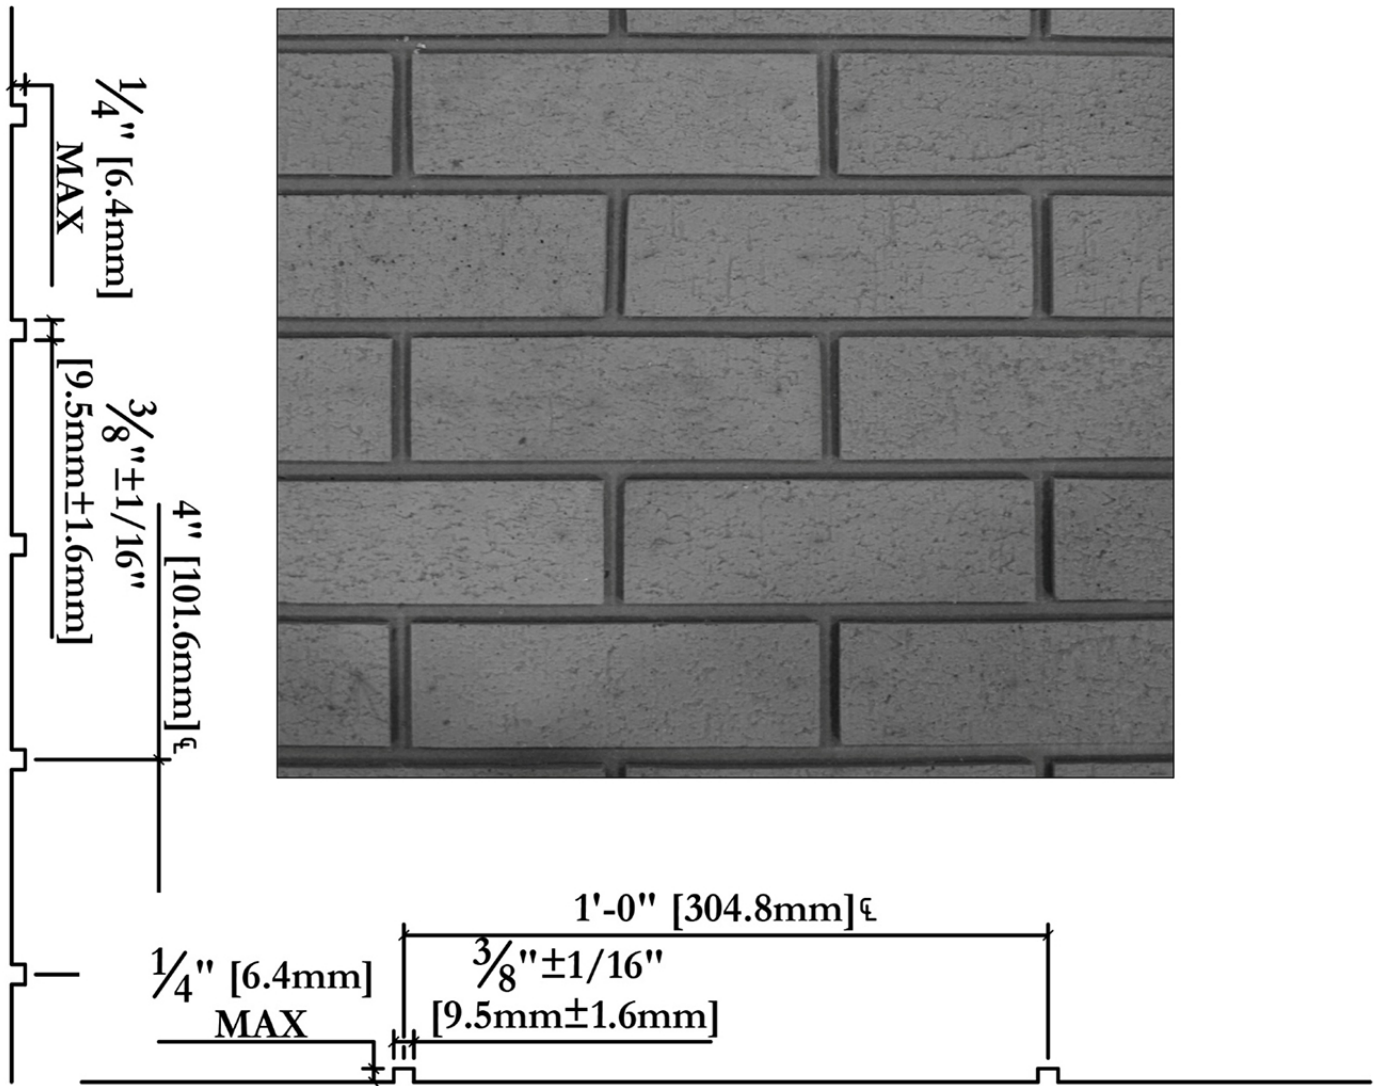 1/4" [6.4mm]
MAX
3/8"±1/16"
[9.5mm±1.6mm]
4" [101.6mm]℄
1'-0" [304.8mm]℄
3/8"±1/16"
[9.5mm±1.6mm]
1/4" [6.4mm]
MAX